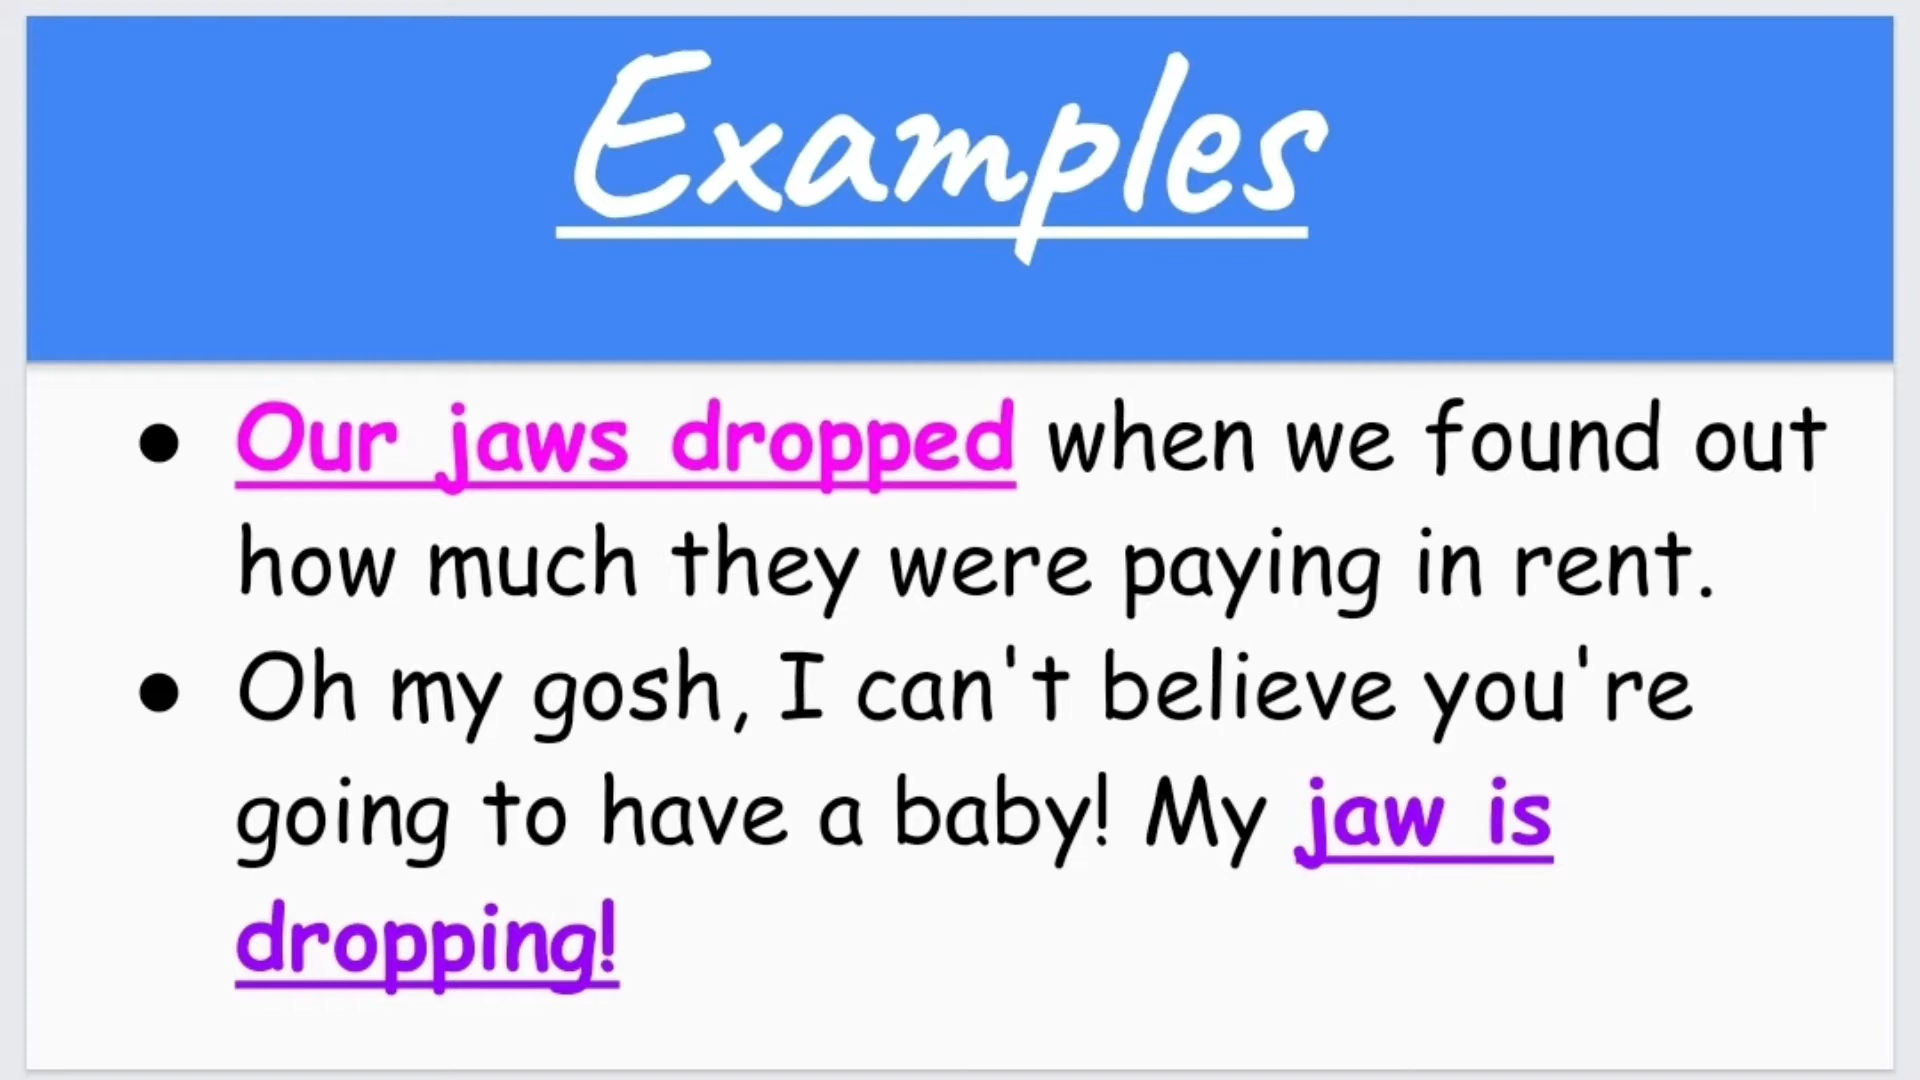 Examples
● Our jaws dropped when we found out
how much they were paying in rent.
● Oh my gosh, I can't believe you're
going to have a baby! My jaw is
dropping!